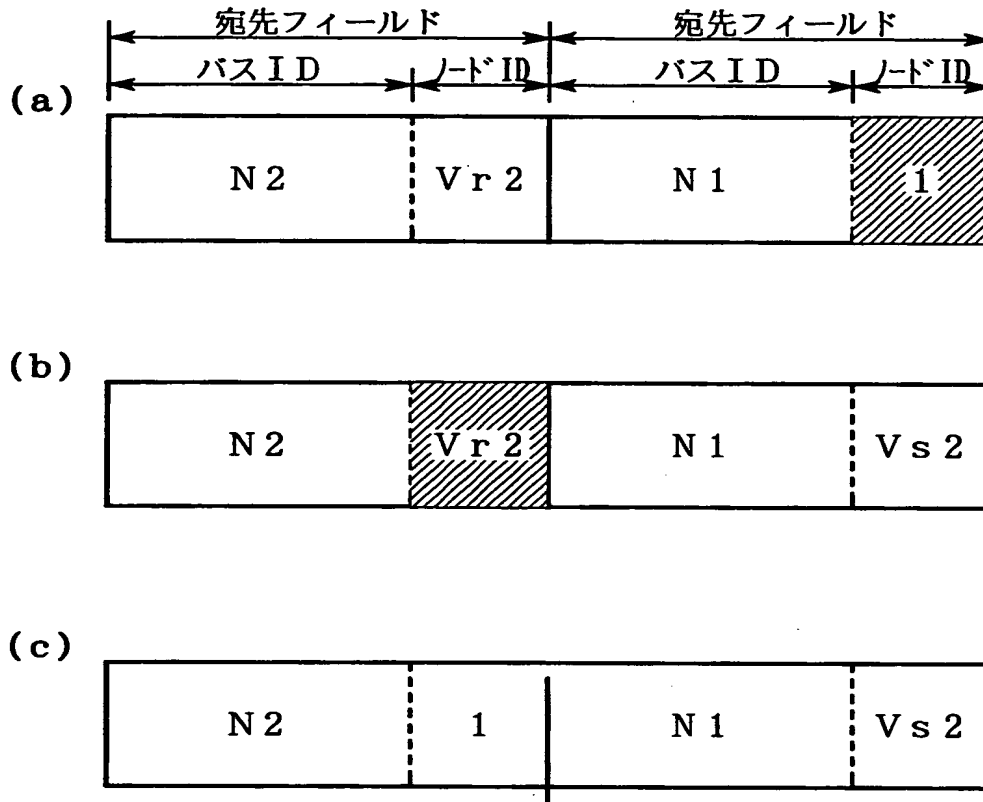 宛先フィールド 宛先フィールド
バスID ノードID バスID ノードID
(a)
N2 Vr2 N1 1
(b)
N2 Vr2 N1 Vs2
(c)
N2 1 N1 Vs2